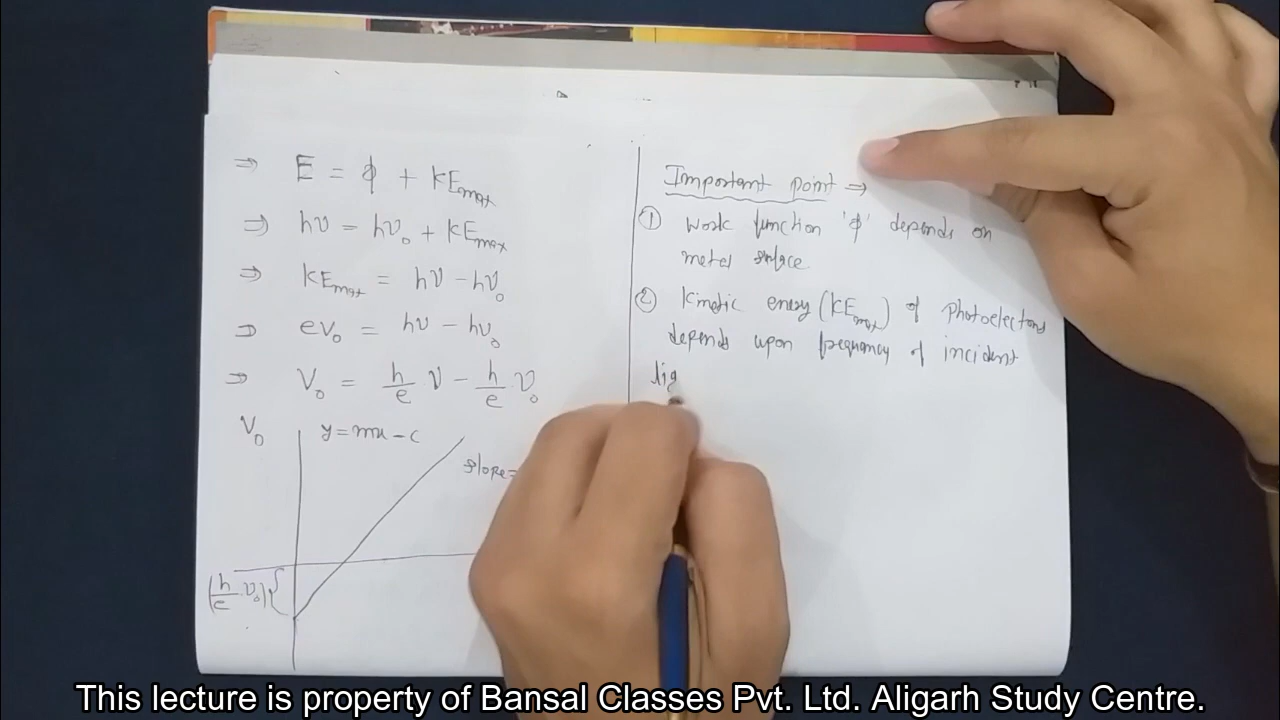 ⇒ E = ϕ + KEmax
⇒ hν = hν₀ + KEmax
⇒ KEmax = hν - hν₀
⇒ eV₀ = hν - hν₀
⇒ V₀ = h/e ν - h/e ν₀
V₀ y = mx - c
slope =
|h/e ν₀|
Important point ⇒
① Work function 'ϕ' depends on
metal surface
② Kinetic energy (KEmax) of Photoelectrons
depends upon frequency of incident
lig
This lecture is property of Bansal Classes Pvt. Ltd. Aligarh Study Centre.